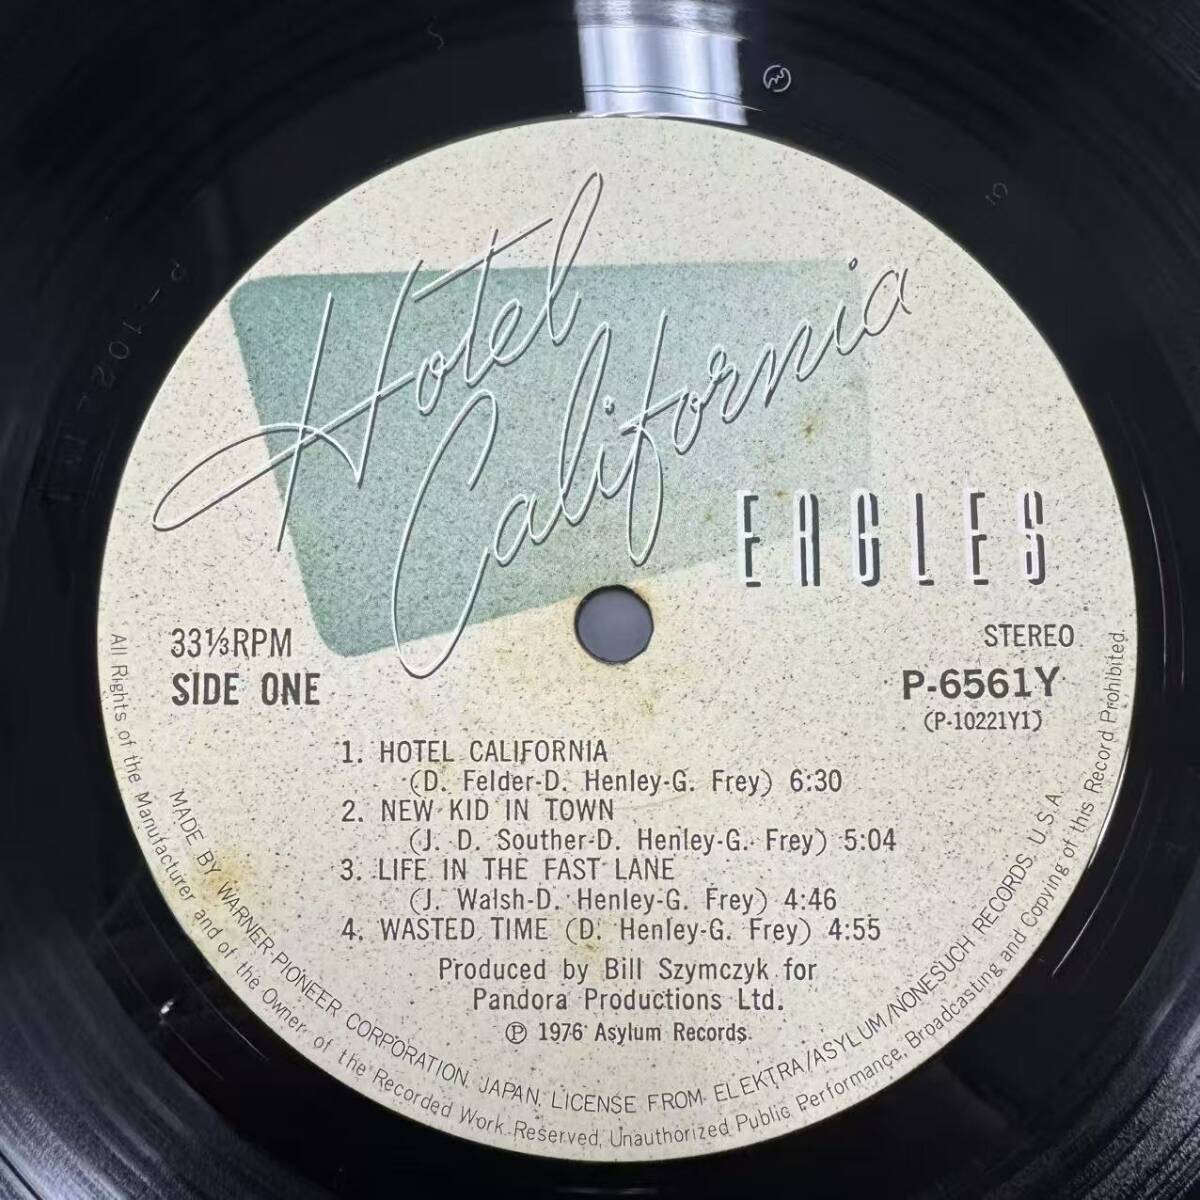 Hotel
California
EAGLES
33⅓RPM
SIDE ONE
STEREO
P-6561Y
(P-10221Y1)
1. HOTEL CALIFORNIA
(D. Felder-D. Henley-G. Frey) 6:30
2. NEW KID IN TOWN
(J. D. Souther-D. Henley-G. Frey) 5:04
3. LIFE IN THE FAST LANE
(J. Walsh-D. Henley-G. Frey) 4:46
4. WASTED TIME (D. Henley-G. Frey) 4:55
Produced by Bill Szymczyk for
Pandora Productions Ltd.
℗ 1976 Asylum Records
MADE BY WARNER-PIONEER CORPORATION, JAPAN, LICENSE FROM ELEKTRA/ASYLUM/NONESUCH RECORDS, U.S.A.
All Rights of the Manufacturer and of the Owner of the Recorded Work Reserved, Unauthorized Public Performance, Broadcasting and Copying of this Record Prohibited.